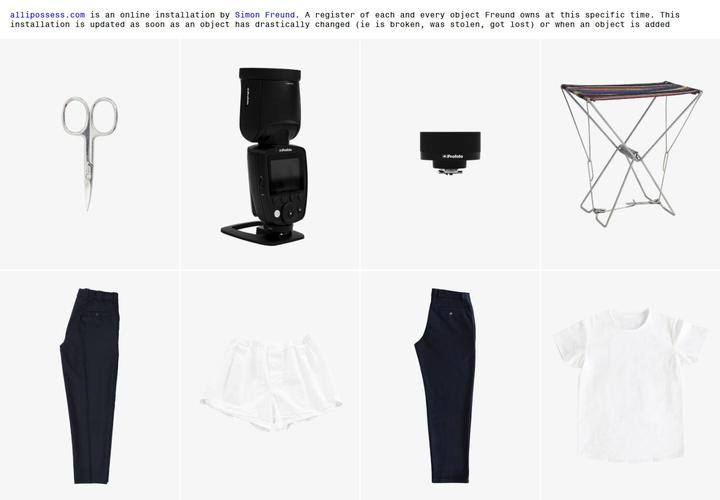 allipossess.com is an online installation by Simon Freund. A register of each and every object Freund owns at this specific time. This
installation is updated as soon as an object has drastically changed (ie is broken, was stolen, got lost) or when an object is added
Profoto
Profoto